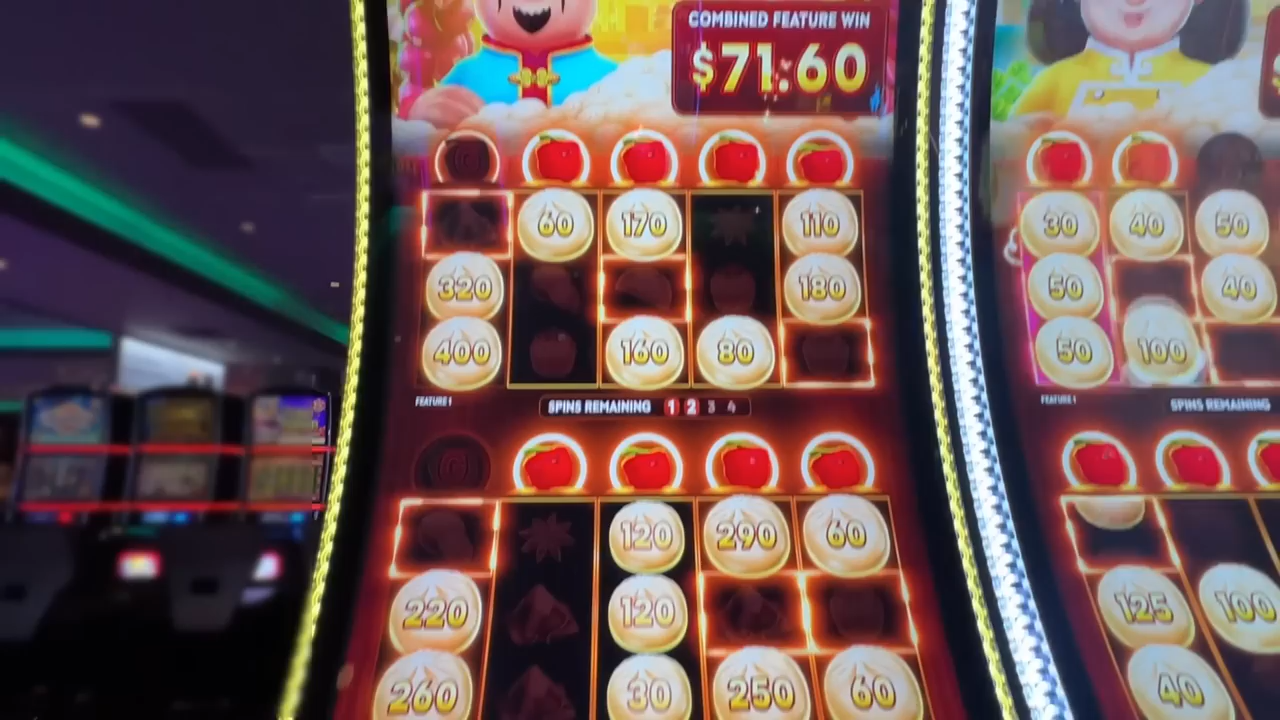 COMBINED FEATURE WIN
$71.60
60 170 110
320 180
400 160 80
FEATURE 1
SPINS REMAINING 1 2 3 4
120 290 60
220 120
260 30 250 60
30 40 50
50 40
50 100
FEATURE 1
SPINS REMAINING
125 100
40